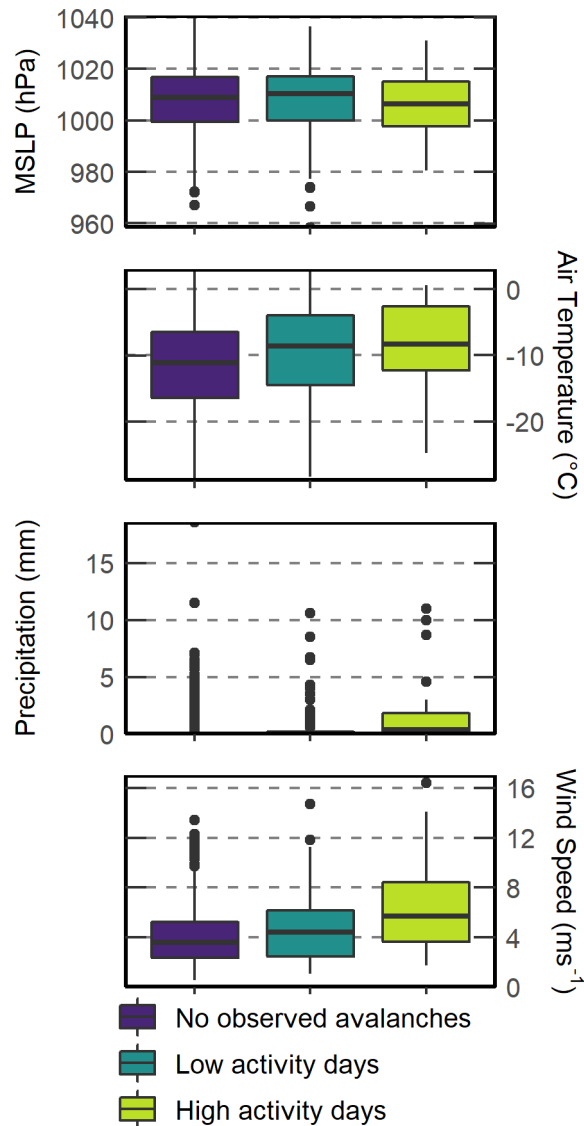 1040
1020
1000
980
960
MSLP (hPa)
0
-10
-20
Air Temperature (°C)
15
10
5
0
Precipitation (mm)
16
12
8
4
0
Wind Speed (ms⁻¹)
No observed avalanches
Low activity days
High activity days